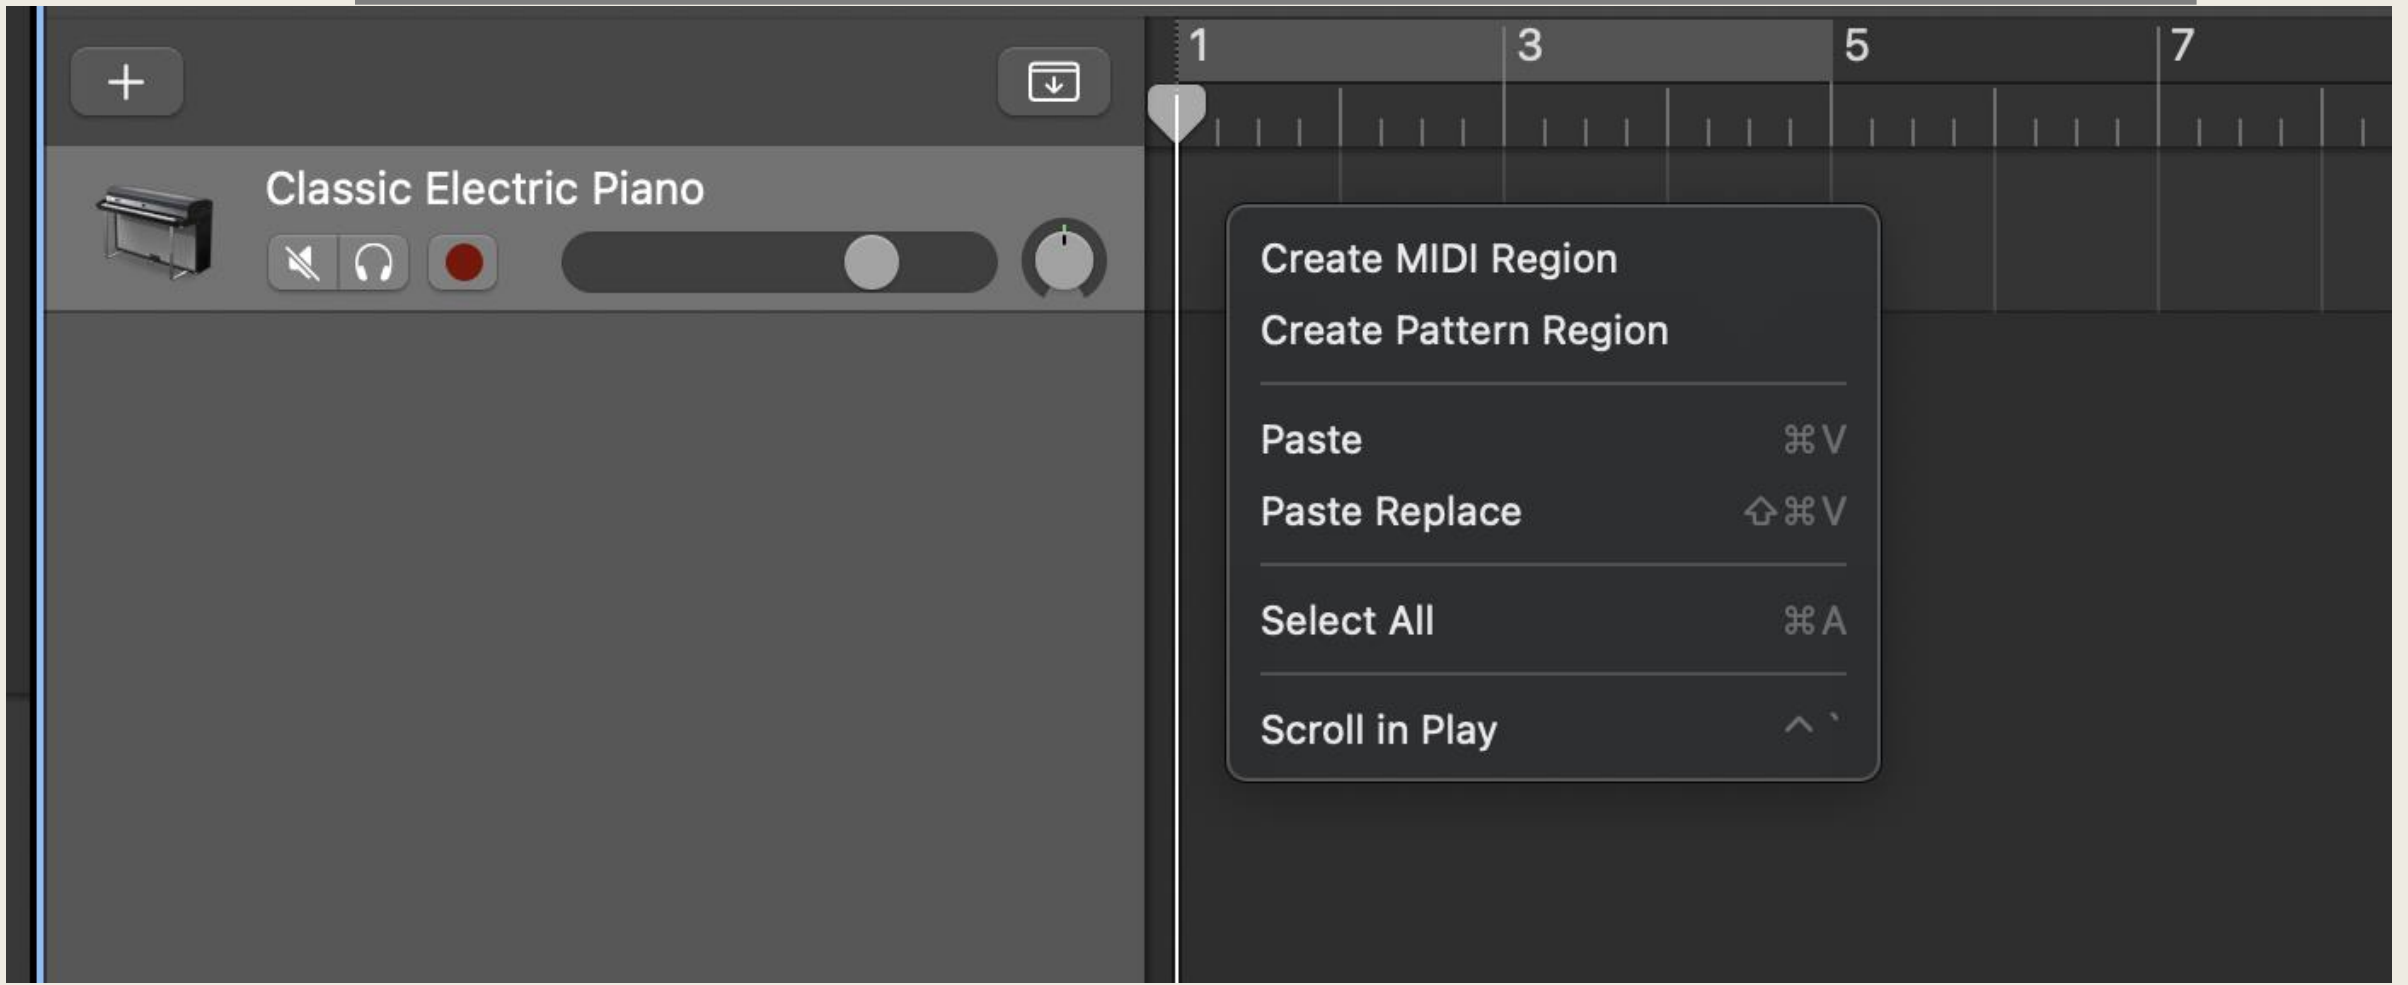 1 3 5 7
Classic Electric Piano
Create MIDI Region
Create Pattern Region
Paste ⌘V
Paste Replace ⇧⌘V
Select All ⌘A
Scroll in Play ^`